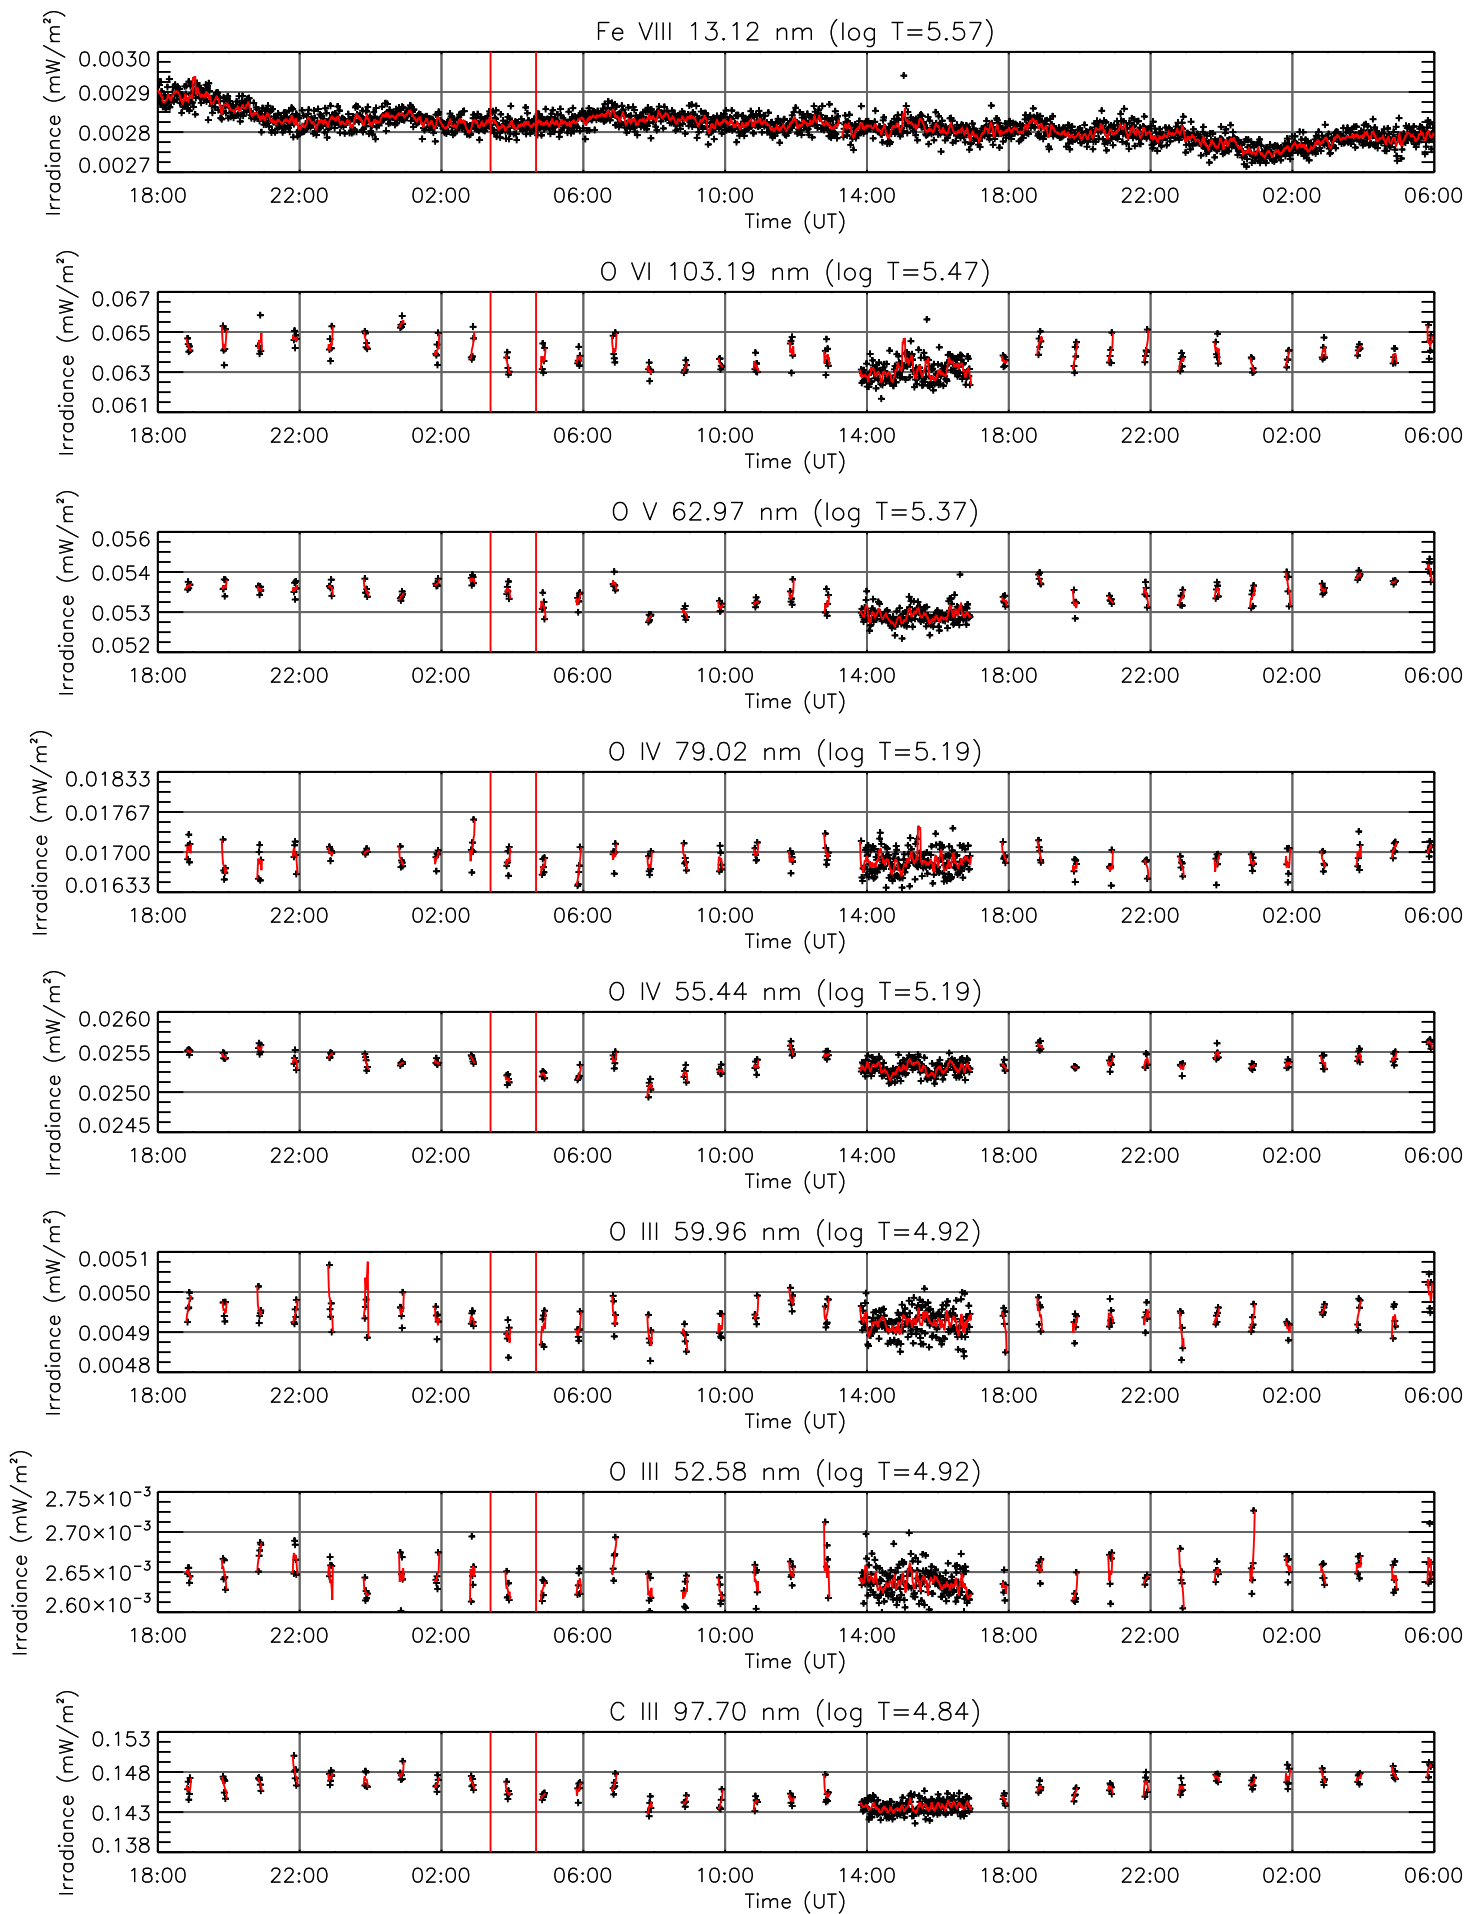 Fe VIII 13.12 nm (log T=5.57)
Irradiance (mW/m²)
0.0030
0.0029
0.0028
0.0027
18:00 22:00 02:00 06:00 10:00 14:00 18:00 22:00 02:00 06:00
Time (UT)
O VI 103.19 nm (log T=5.47)
Irradiance (mW/m²)
0.067
0.065
0.063
0.061
18:00 22:00 02:00 06:00 10:00 14:00 18:00 22:00 02:00 06:00
Time (UT)
O V 62.97 nm (log T=5.37)
Irradiance (mW/m²)
0.056
0.054
0.053
0.052
18:00 22:00 02:00 06:00 10:00 14:00 18:00 22:00 02:00 06:00
Time (UT)
O IV 79.02 nm (log T=5.19)
Irradiance (mW/m²)
0.01833
0.01767
0.01700
0.01633
18:00 22:00 02:00 06:00 10:00 14:00 18:00 22:00 02:00 06:00
Time (UT)
O IV 55.44 nm (log T=5.19)
Irradiance (mW/m²)
0.0260
0.0255
0.0250
0.0245
18:00 22:00 02:00 06:00 10:00 14:00 18:00 22:00 02:00 06:00
Time (UT)
O III 59.96 nm (log T=4.92)
Irradiance (mW/m²)
0.0051
0.0050
0.0049
0.0048
18:00 22:00 02:00 06:00 10:00 14:00 18:00 22:00 02:00 06:00
Time (UT)
O III 52.58 nm (log T=4.92)
Irradiance (mW/m²)
2.75×10⁻³
2.70×10⁻³
2.65×10⁻³
2.60×10⁻³
18:00 22:00 02:00 06:00 10:00 14:00 18:00 22:00 02:00 06:00
Time (UT)
C III 97.70 nm (log T=4.84)
Irradiance (mW/m²)
0.153
0.148
0.143
0.138
18:00 22:00 02:00 06:00 10:00 14:00 18:00 22:00 02:00 06:00
Time (UT)